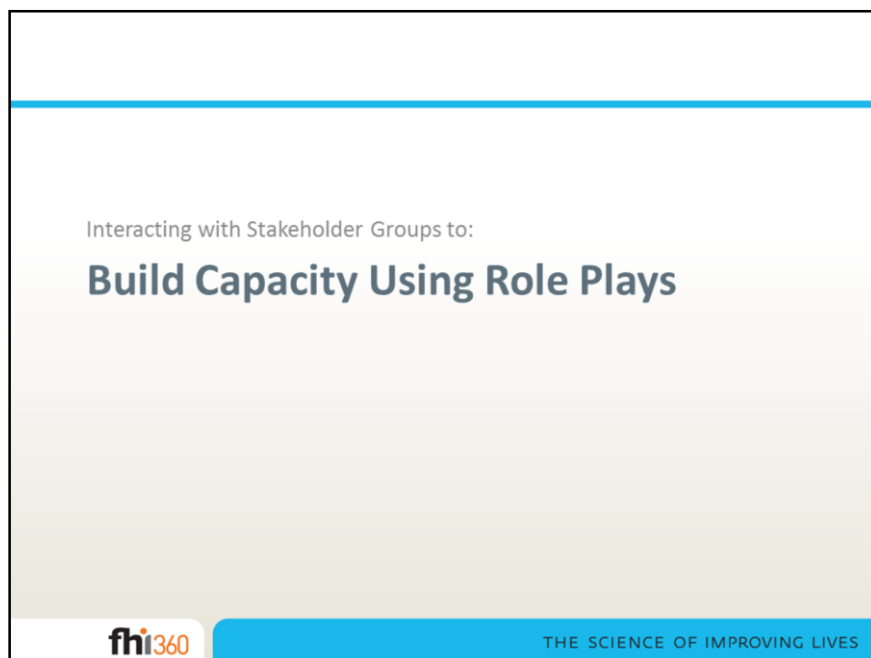 Interacting with Stakeholder Groups to:
Build Capacity Using Role Plays
fhi360
THE SCIENCE OF IMPROVING LIVES